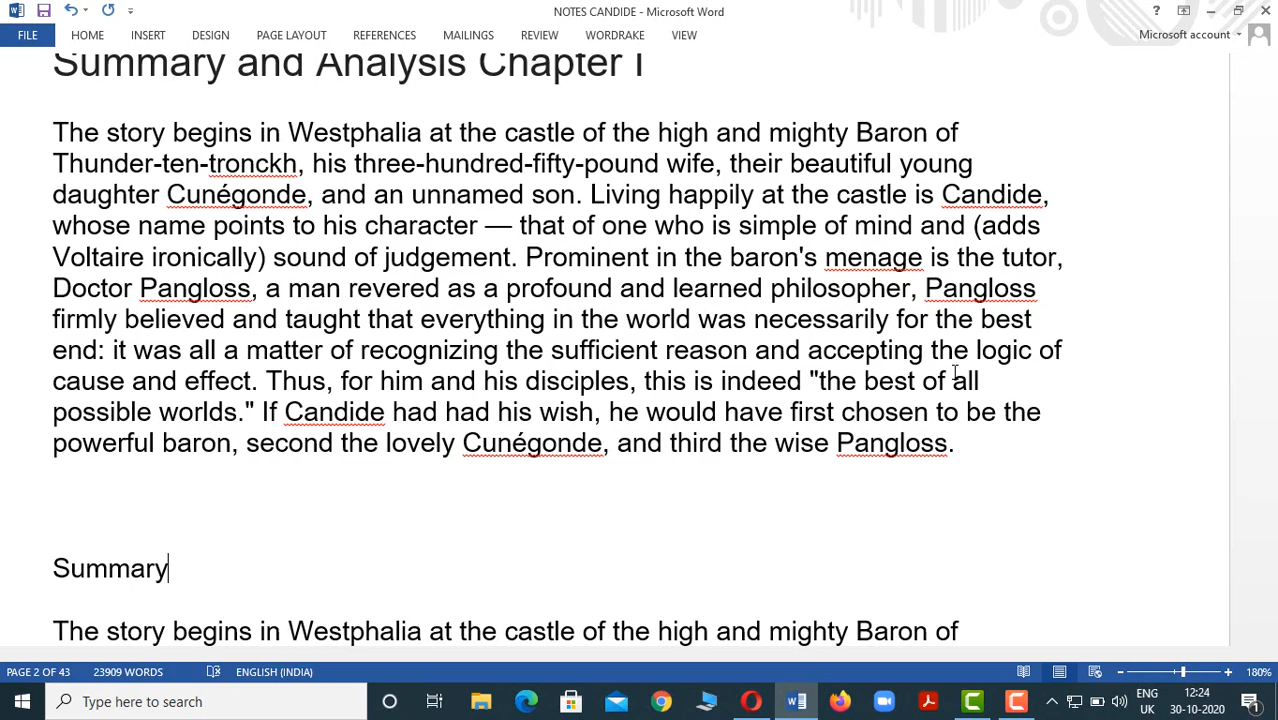 NOTES CANDIDE - Microsoft Word
FILE HOME INSERT DESIGN PAGE LAYOUT REFERENCES MAILINGS REVIEW WORDRAKE VIEW Microsoft account
Summary and Analysis Chapter I
The story begins in Westphalia at the castle of the high and mighty Baron of
Thunder-ten-tronckh, his three-hundred-fifty-pound wife, their beautiful young
daughter Cunégonde, and an unnamed son. Living happily at the castle is Candide,
whose name points to his character — that of one who is simple of mind and (adds
Voltaire ironically) sound of judgement. Prominent in the baron's menage is the tutor,
Doctor Pangloss, a man revered as a profound and learned philosopher, Pangloss
firmly believed and taught that everything in the world was necessarily for the best
end: it was all a matter of recognizing the sufficient reason and accepting the logic of
cause and effect. Thus, for him and his disciples, this is indeed "the best of all
possible worlds." If Candide had had his wish, he would have first chosen to be the
powerful baron, second the lovely Cunégonde, and third the wise Pangloss.
Summary
The story begins in Westphalia at the castle of the high and mighty Baron of
PAGE 2 OF 43 23909 WORDS ENGLISH (INDIA) 180%
Type here to search ENG 12:24
UK 30-10-2020